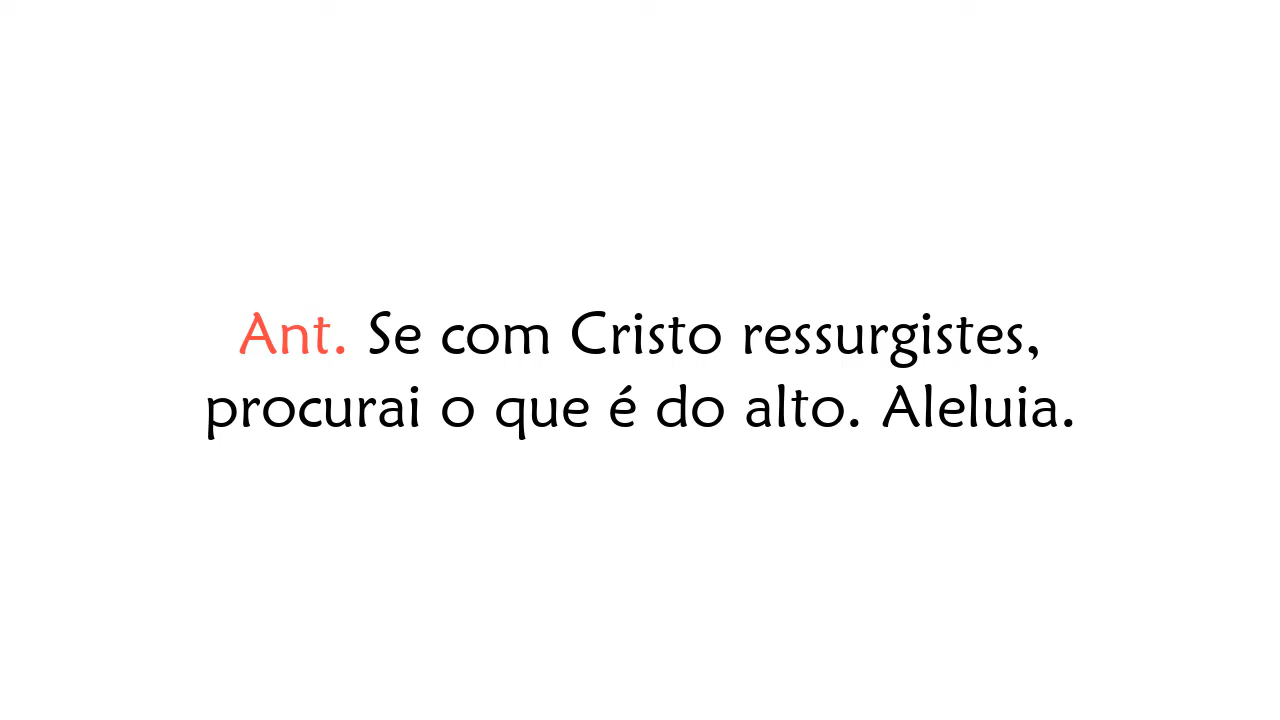 Ant. Se com Cristo ressurgistes,
procurai o que é do alto. Aleluia.